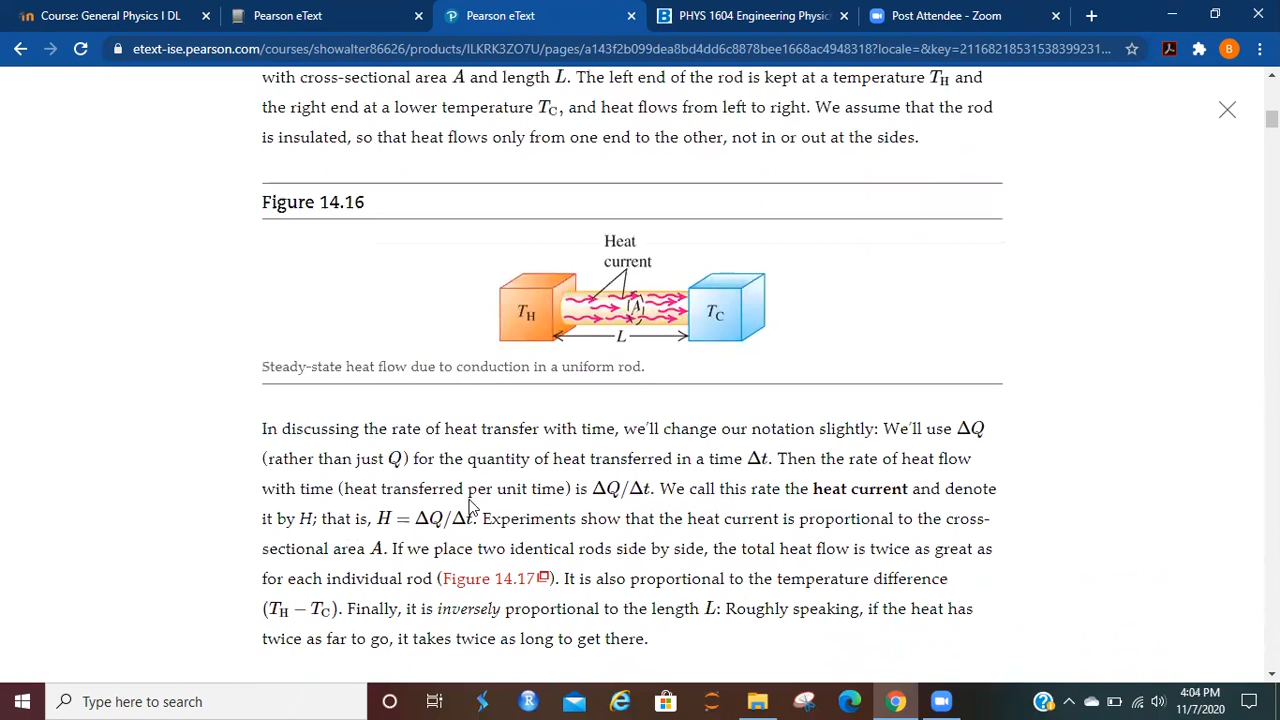 Course: General Physics I DL
Pearson eText
Pearson eText
PHYS 1604 Engineering Physic
Post Attendee - Zoom
etext-ise.pearson.com/courses/showalter86626/products/ILKRK3ZO7U/pages/a143f2b099dea8bd4dd6c8878bee1668ac4948318?locale=&key=21168218531538399231...
B
with cross-sectional area A and length L. The left end of the rod is kept at a temperature T_H and
the right end at a lower temperature T_C, and heat flows from left to right. We assume that the rod
is insulated, so that heat flows only from one end to the other, not in or out at the sides.
Figure 14.16
Heat
current
T_H
A
T_C
L
Steady-state heat flow due to conduction in a uniform rod.
In discussing the rate of heat transfer with time, we'll change our notation slightly: We'll use ΔQ
(rather than just Q) for the quantity of heat transferred in a time Δt. Then the rate of heat flow
with time (heat transferred per unit time) is ΔQ/Δt. We call this rate the heat current and denote
it by H; that is, H = ΔQ/Δt. Experiments show that the heat current is proportional to the cross-
sectional area A. If we place two identical rods side by side, the total heat flow is twice as great as
for each individual rod (Figure 14.17). It is also proportional to the temperature difference
(T_H − T_C). Finally, it is inversely proportional to the length L: Roughly speaking, if the heat has
twice as far to go, it takes twice as long to get there.
Type here to search
4:04 PM
11/7/2020